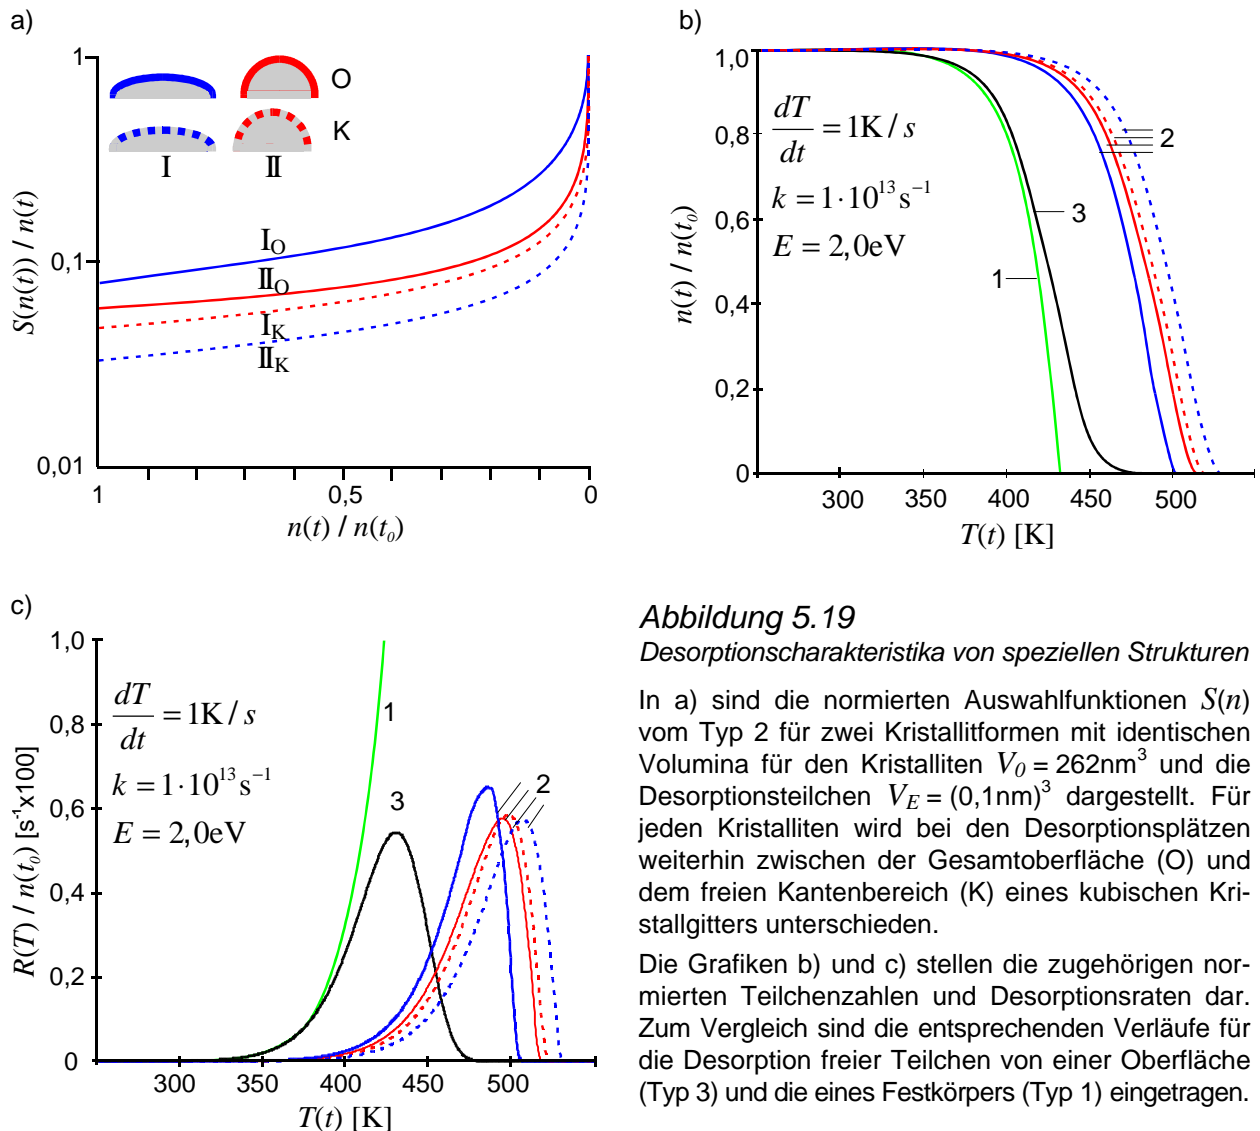 a)
1
0,1
0,01
S(n(t)) / n(t)
O
K
I
II
I_O
II_O
I_K
II_K
1
0,5
0
n(t) / n(t_0)
b)
1,0
0,8
0,6
0,4
0,2
0
n(t) / n(t_0)
dT/dt = 1K / s
k = 1·10^13 s^-1
E = 2,0eV
1
3
2
300
350
400
450
500
T(t) [K]
c)
1,0
0,8
0,6
0,4
0,2
0
R(T) / n(t_0) [s^-1x100]
dT/dt = 1K / s
k = 1·10^13 s^-1
E = 2,0eV
1
3
2
300
350
400
450
500
T(t) [K]
Abbildung 5.19
Desorptionscharakteristika von speziellen Strukturen
In a) sind die normierten Auswahlfunktionen S(n)
vom Typ 2 für zwei Kristallitformen mit identischen
Volumina für den Kristalliten V_0 = 262nm^3 und die
Desorptionsteilchen V_E = (0,1nm)^3 dargestellt. Für
jeden Kristalliten wird bei den Desorptionsplätzen
weiterhin zwischen der Gesamtoberfläche (O) und
dem freien Kantenbereich (K) eines kubischen Kri-
stallgitters unterschieden.
Die Grafiken b) und c) stellen die zugehörigen nor-
mierten Teilchenzahlen und Desorptionsraten dar.
Zum Vergleich sind die entsprechenden Verläufe für
die Desorption freier Teilchen von einer Oberfläche
(Typ 3) und die eines Festkörpers (Typ 1) eingetragen.